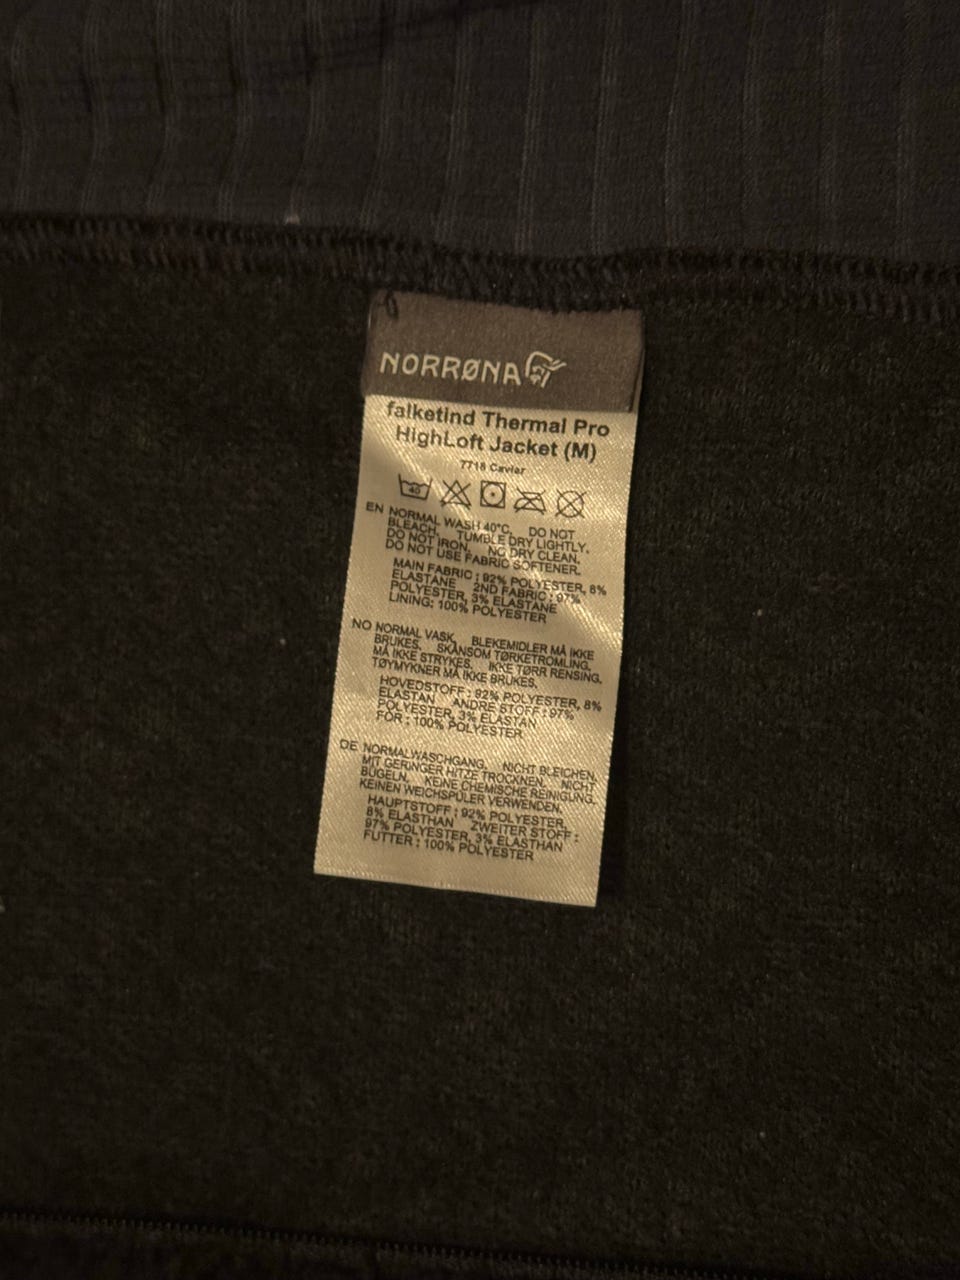 NORRØNA
falketind Thermal Pro
HighLoft Jacket (M)
7718 Caviar
40
EN NORMAL WASH 40°C, DO NOT
BLEACH, TUMBLE DRY LIGHTLY,
DO NOT IRON, NO DRY CLEAN,
DO NOT USE FABRIC SOFTENER.
MAIN FABRIC : 92% POLYESTER, 8%
ELASTANE 2ND FABRIC : 97%
POLYESTER, 3% ELASTANE
LINING: 100% POLYESTER
NO NORMAL VASK, BLEKEMIDLER MÅ IKKE
BRUKES, SKÅNSOM TØRKETROMLING,
MÅ IKKE STRYKES, IKKE TØRR RENSING,
TØYMYKNER MÅ IKKE BRUKES.
HOVEDSTOFF : 92% POLYESTER, 8%
ELASTAN ANDRE STOFF : 97%
POLYESTER, 3% ELASTAN
FÔR : 100% POLYESTER
DE NORMALWASCHGANG, NICHT BLEICHEN,
MIT GERINGER HITZE TROCKNEN, NICHT
BÜGELN, KEINE CHEMISCHE REINIGUNG,
KEINEN WEICHSPÜLER VERWENDEN.
HAUPTSTOFF : 92% POLYESTER,
8% ELASTHAN ZWEITER STOFF :
97% POLYESTER, 3% ELASTHAN
FUTTER : 100% POLYESTER